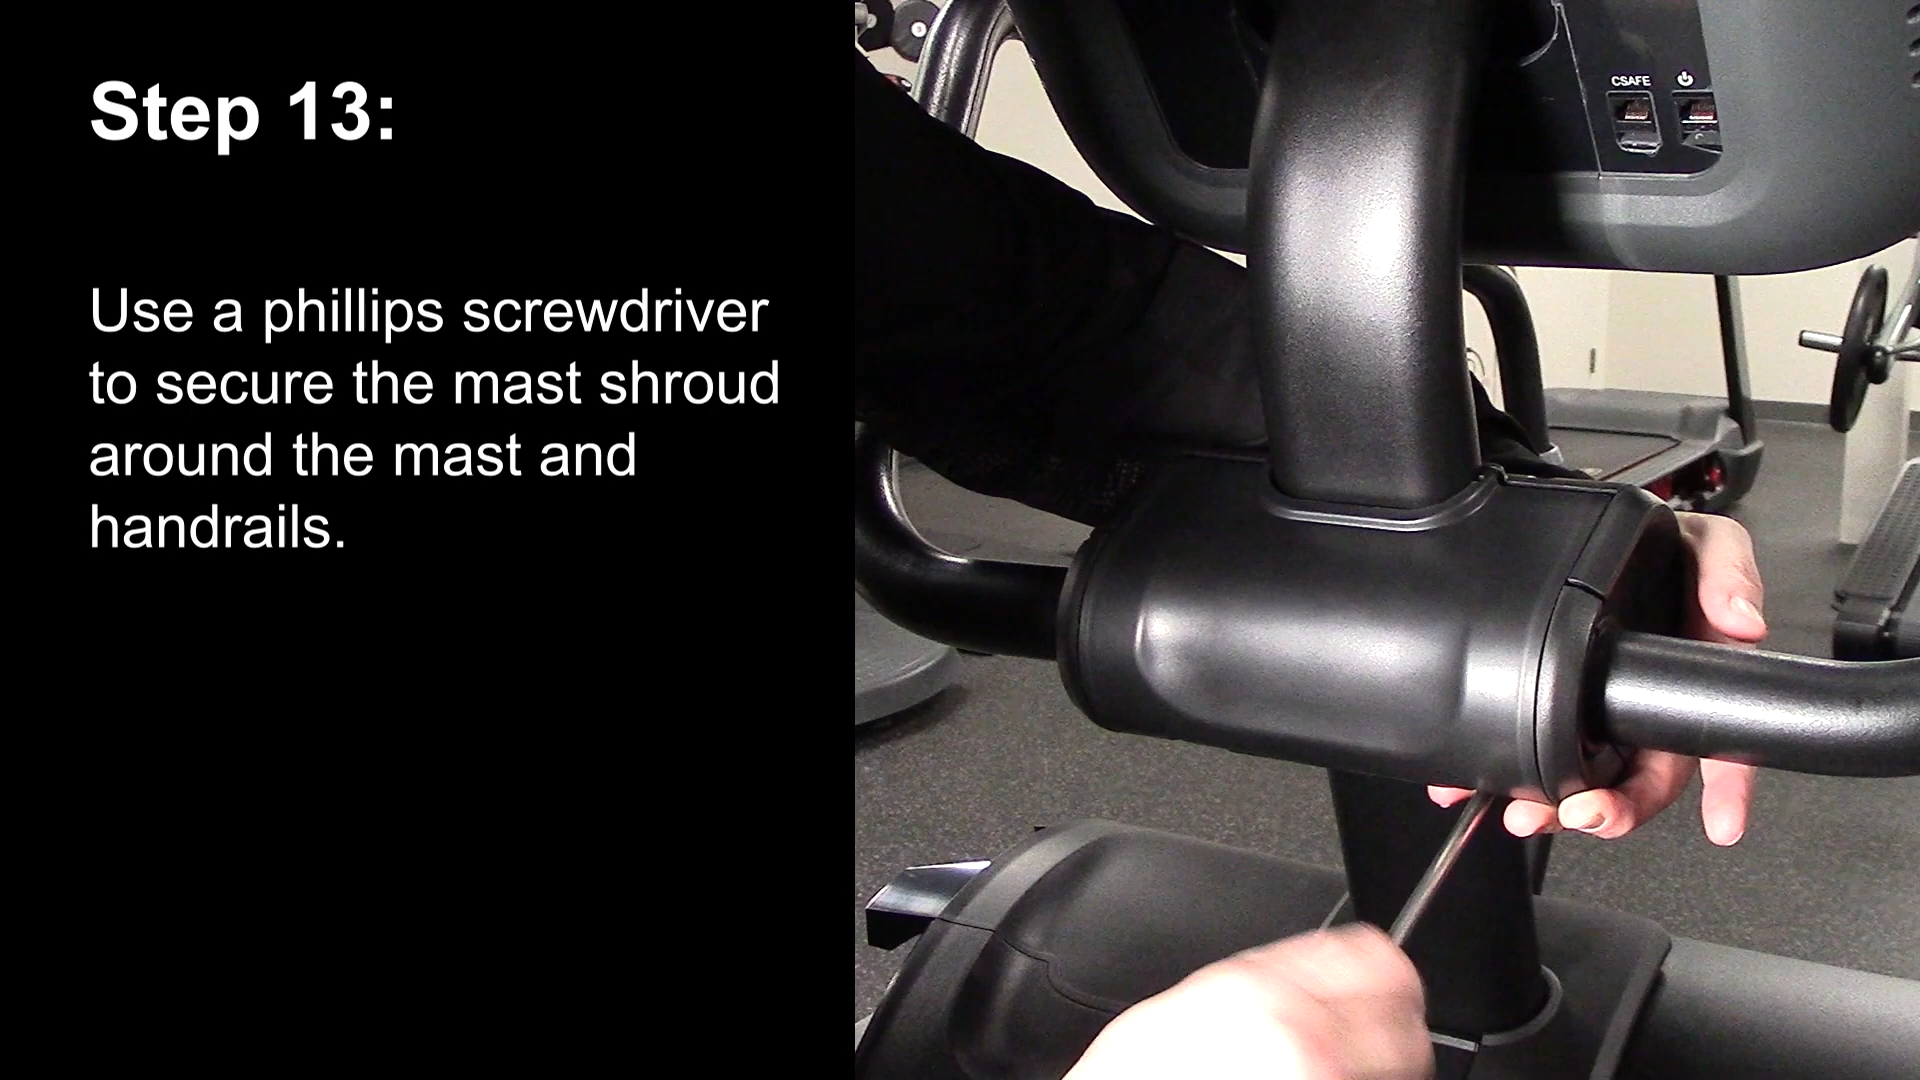 Step 13:
Use a phillips screwdriver
to secure the mast shroud
around the mast and
handrails.
CSAFE